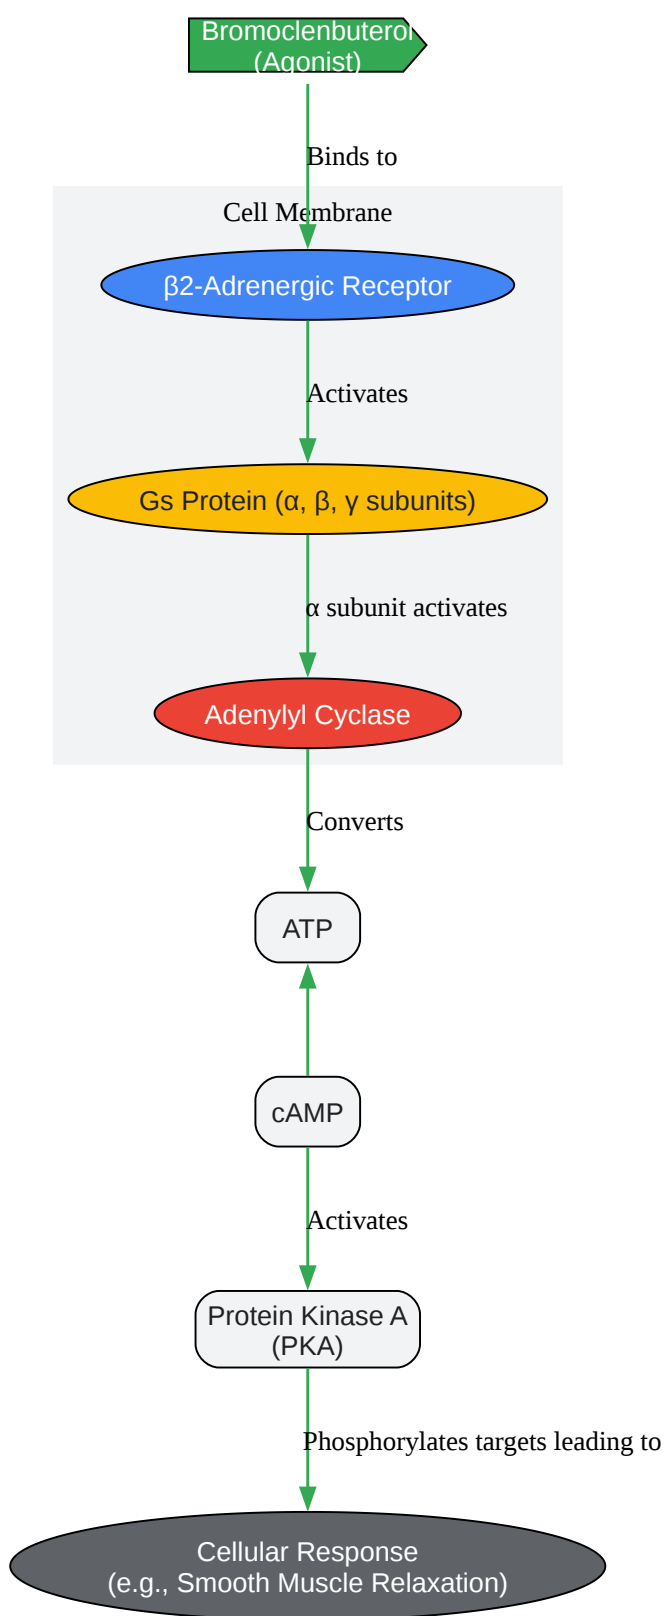 Bromoclenbuterol
(Agonist)
Binds to
Cell Membrane
β2-Adrenergic Receptor
Activates
Gs Protein (α, β, γ subunits)
α subunit activates
Adenylyl Cyclase
Converts
ATP
cAMP
Activates
Protein Kinase A
(PKA)
Phosphorylates targets leading to
Cellular Response
(e.g., Smooth Muscle Relaxation)